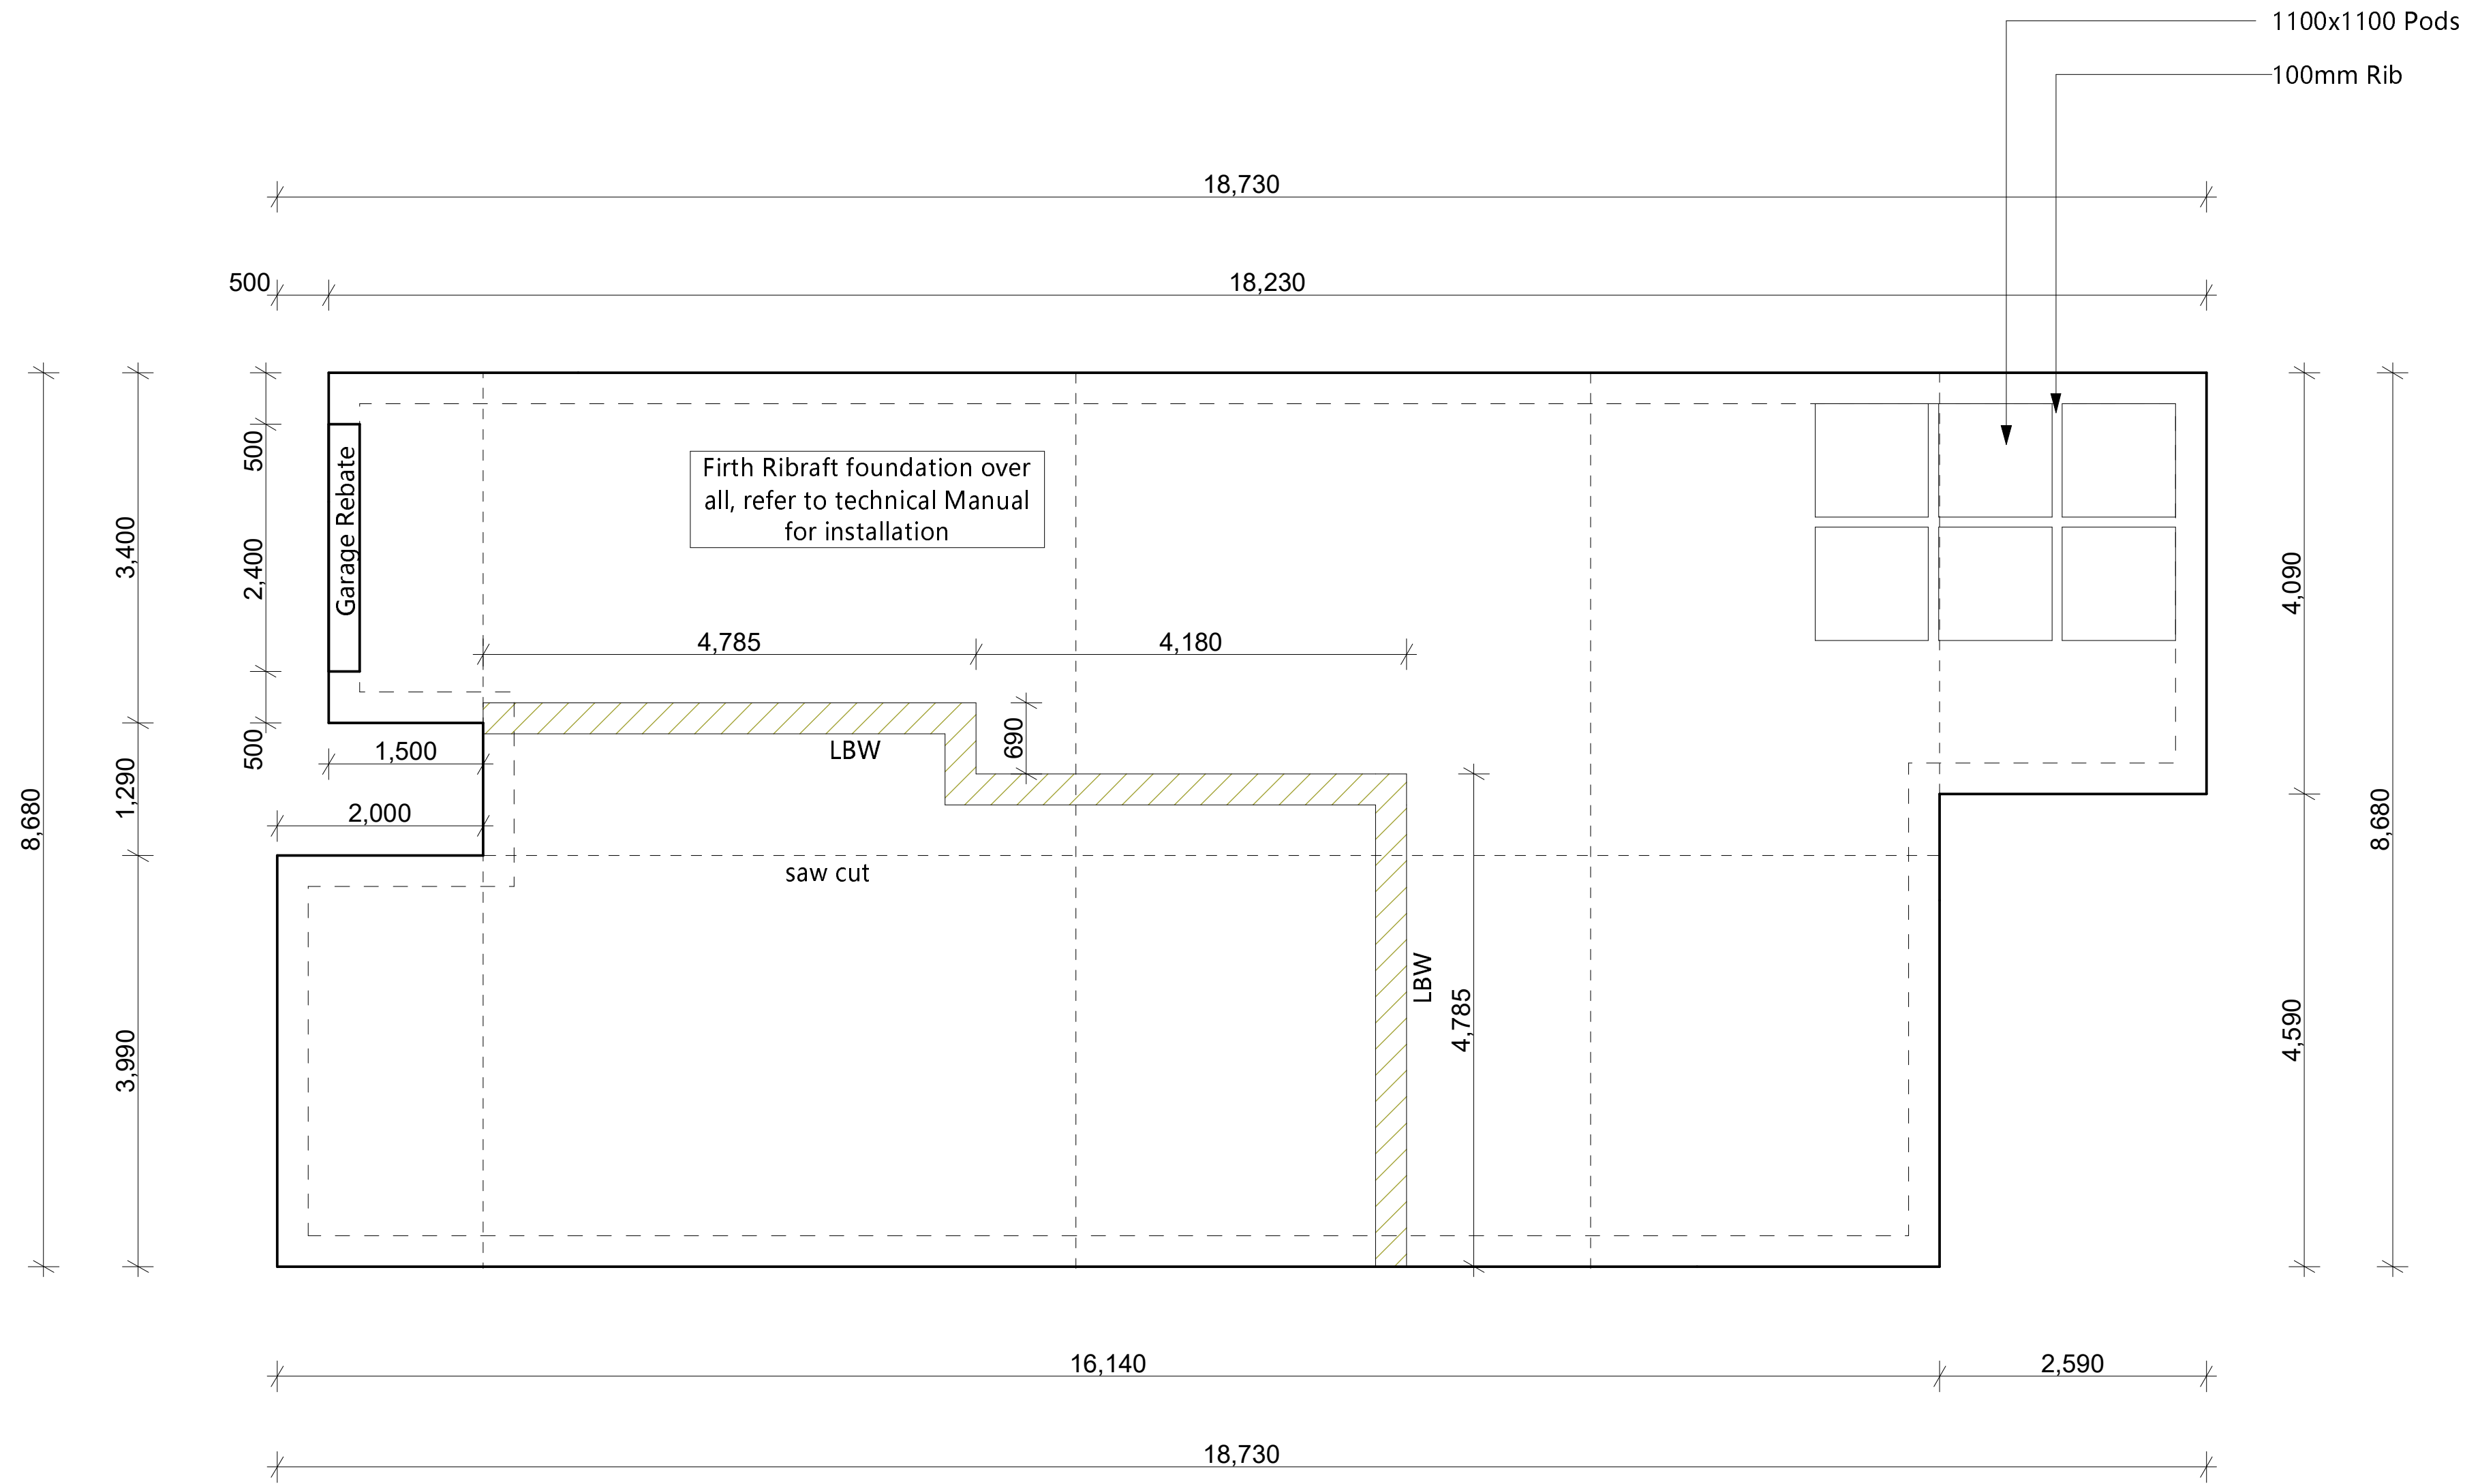 1100x1100 Pods
100mm Rib
18,730
500
18,230
Garage Rebate
Firth Ribraft foundation over
all, refer to technical Manual
for installation
500
2,400
500
3,400
1,290
3,990
8,680
4,785
4,180
690
LBW
1,500
2,000
saw cut
LBW
4,785
4,090
4,590
8,680
16,140
2,590
18,730